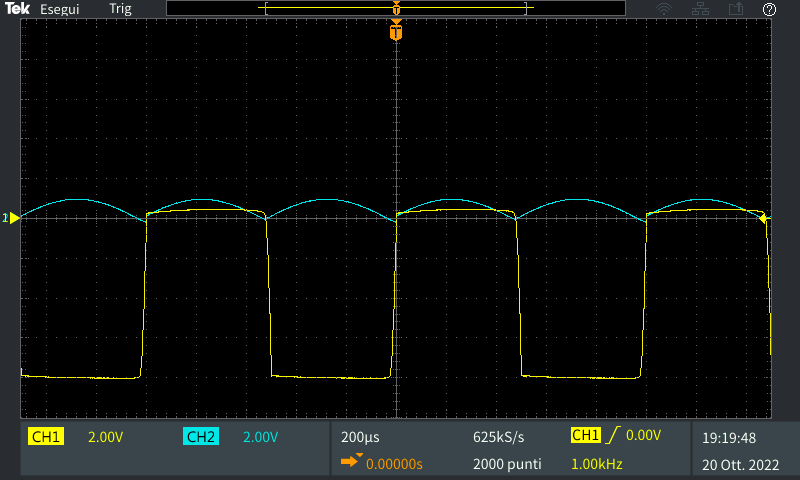 Tek Esegui Trig T ?
T
1
CH1 2.00V CH2 2.00V 200µs 625kS/s CH1 0.00V 19:19:48
0.00000s 2000 punti 1.00kHz 20 Ott. 2022